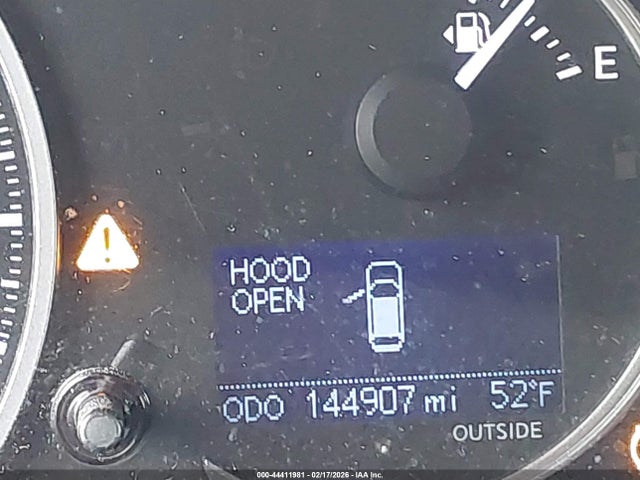 E
HOOD
OPEN
ODO 144907 mi 52°F
OUTSIDE
000-44411981 - 02/17/2026 - IAA Inc.